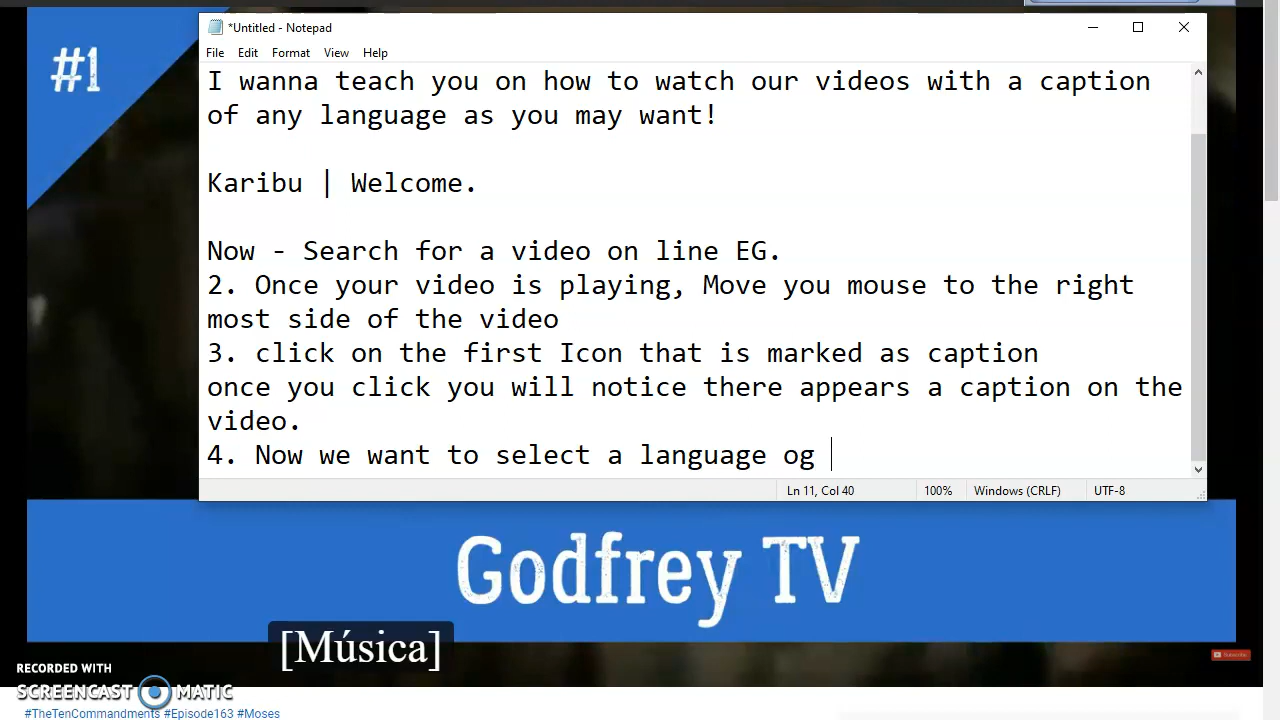 #1
*Untitled - Notepad
File Edit Format View Help
I wanna teach you on how to watch our videos with a caption
of any language as you may want!
Karibu | Welcome.
Now - Search for a video on line EG.
2. Once your video is playing, Move you mouse to the right
most side of the video
3. click on the first Icon that is marked as caption
once you click you will notice there appears a caption on the
video.
4. Now we want to select a language og
Ln 11, Col 40 100% Windows (CRLF) UTF-8
Godfrey TV
[Música]
Subscribe
RECORDED WITH
SCREENCAST MATIC
#TheTenCommandments #Episode163 #Moses